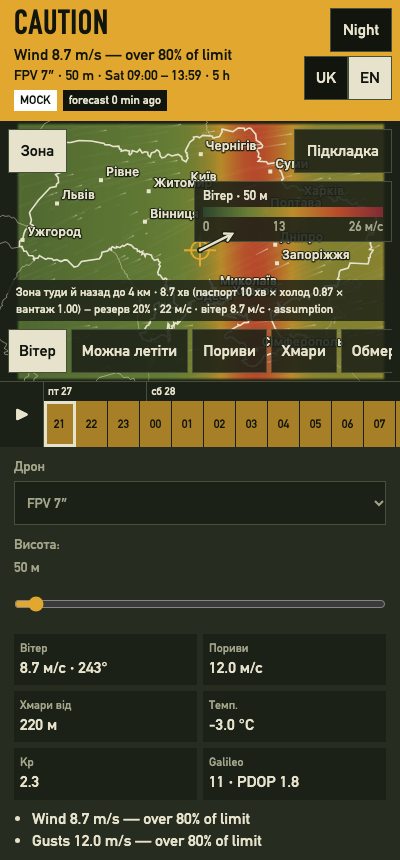 CAUTION
Night
Wind 8.7 m/s — over 80% of limit
FPV 7″ · 50 m · Sat 09:00 – 13:59 · 5 h
UK
EN
MOCK
forecast 0 min ago
Зона
Чернігів
Підкладка
Рівне
Київ
Житом
Суми
Львів
Харків
Вітер · 50 м
Полтава
Вінниця
0
13
26 м/с
Ужгород
Дніпро
Запоріжжя
Миколаїв
Зона туди й назад до 4 км · 8.7 хв (паспорт 10 хв × холод 0.87 ×
вантаж 1.00) – резерв 20% · 22 м/с · вітер 8.7 м/с · assumption
Вітер
Можна летіти
Пориви
Хмари
Обмер
пт 27
сб 28
21
22
23
00
01
02
03
04
05
06
07
Дрон
FPV 7″
Висота:
50 м
Вітер
8.7 м/с · 243°
Пориви
12.0 м/с
Хмари від
220 м
Темп.
-3.0 °C
Kp
2.3
Galileo
11 · PDOP 1.8
• Wind 8.7 m/s — over 80% of limit
• Gusts 12.0 m/s — over 80% of limit